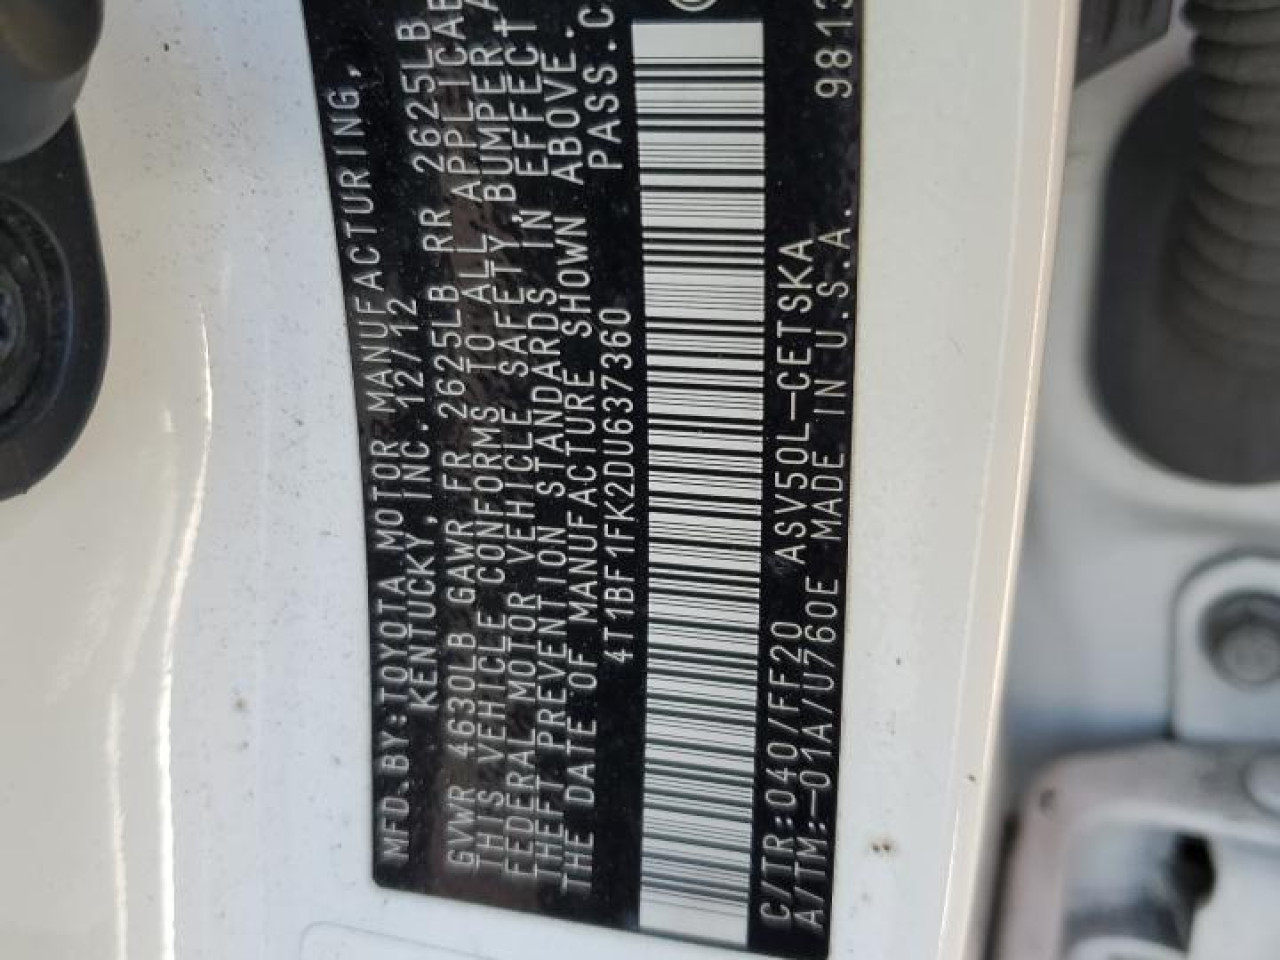 MFD.BY:TOYOTA MOTOR MANUFACTURING,
KENTUCKY,INC. 12/12
GVWR 4630LB GAWR FR 2625LB RR 2625LB
THIS VEHICLE CONFORMS TO ALL APPLICAB
FEDERAL MOTOR VEHICLE SAFETY,BUMPER,A
THEFT PREVENTION STANDARDS IN EFFECT
THE DATE OF MANUFACTURE SHOWN ABOVE.
4T1BF1FK2DU637360 PASS.C
C/TR:040/FF20 ASV50L-CETSKA
A/TM:-01A/U760E MADE IN U.S.A. 9813